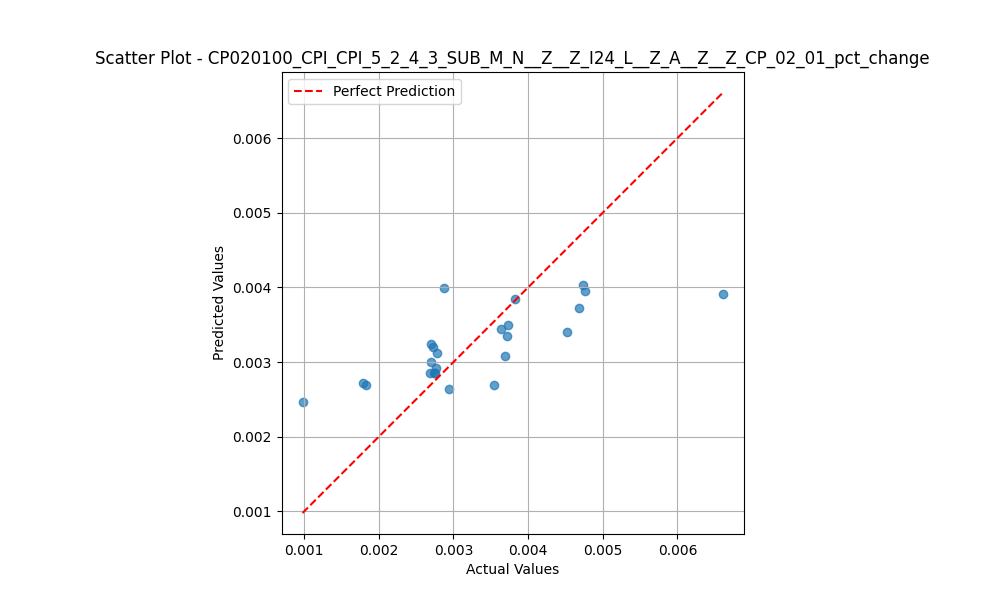 Scatter Plot - CP020100_CPI_CPI_5_2_4_3_SUB_M_N__Z__Z_I24_L__Z_A__Z__Z_CP_02_01_pct_change
Perfect Prediction
0.006
0.005
0.004
0.003
0.002
0.001
Predicted Values
0.001 0.002 0.003 0.004 0.005 0.006
Actual Values